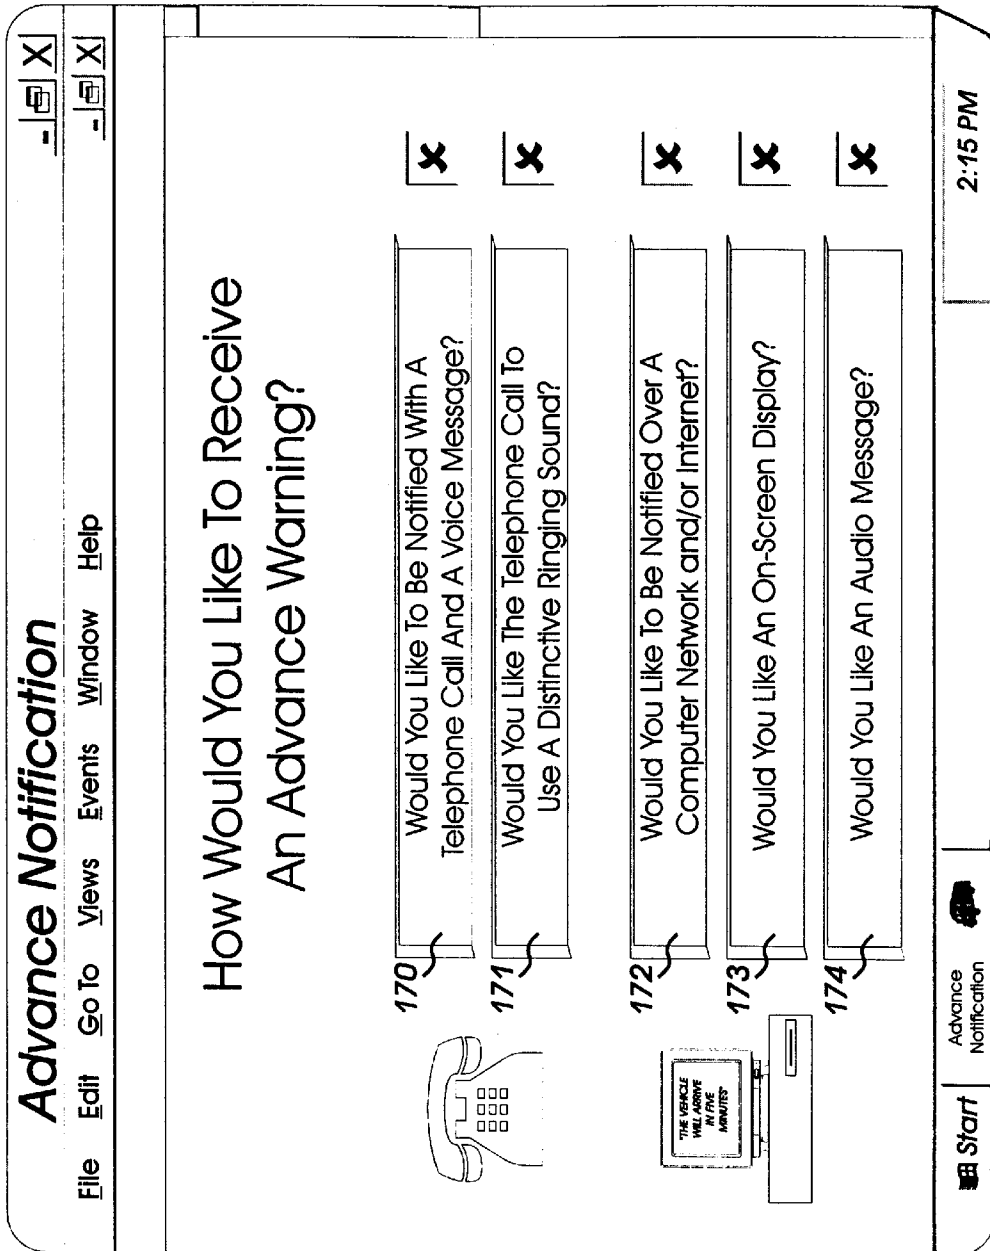 Advance Notification
File Edit Go To Views Events Window Help
How Would You Like To Receive
An Advance Warning?
170
Would You Like To Be Notified With A
Telephone Call And A Voice Message?
171
Would You Like The Telephone Call To
Use A Distinctive Ringing Sound?
"THE VEHICLE
WILL ARRIVE
IN FIVE
MINUTES"
172
Would You Like To Be Notified Over A
Computer Network and/or Internet?
173
Would You Like An On-Screen Display?
174
Would You Like An Audio Message?
Start
Advance
Notification
2:15 PM